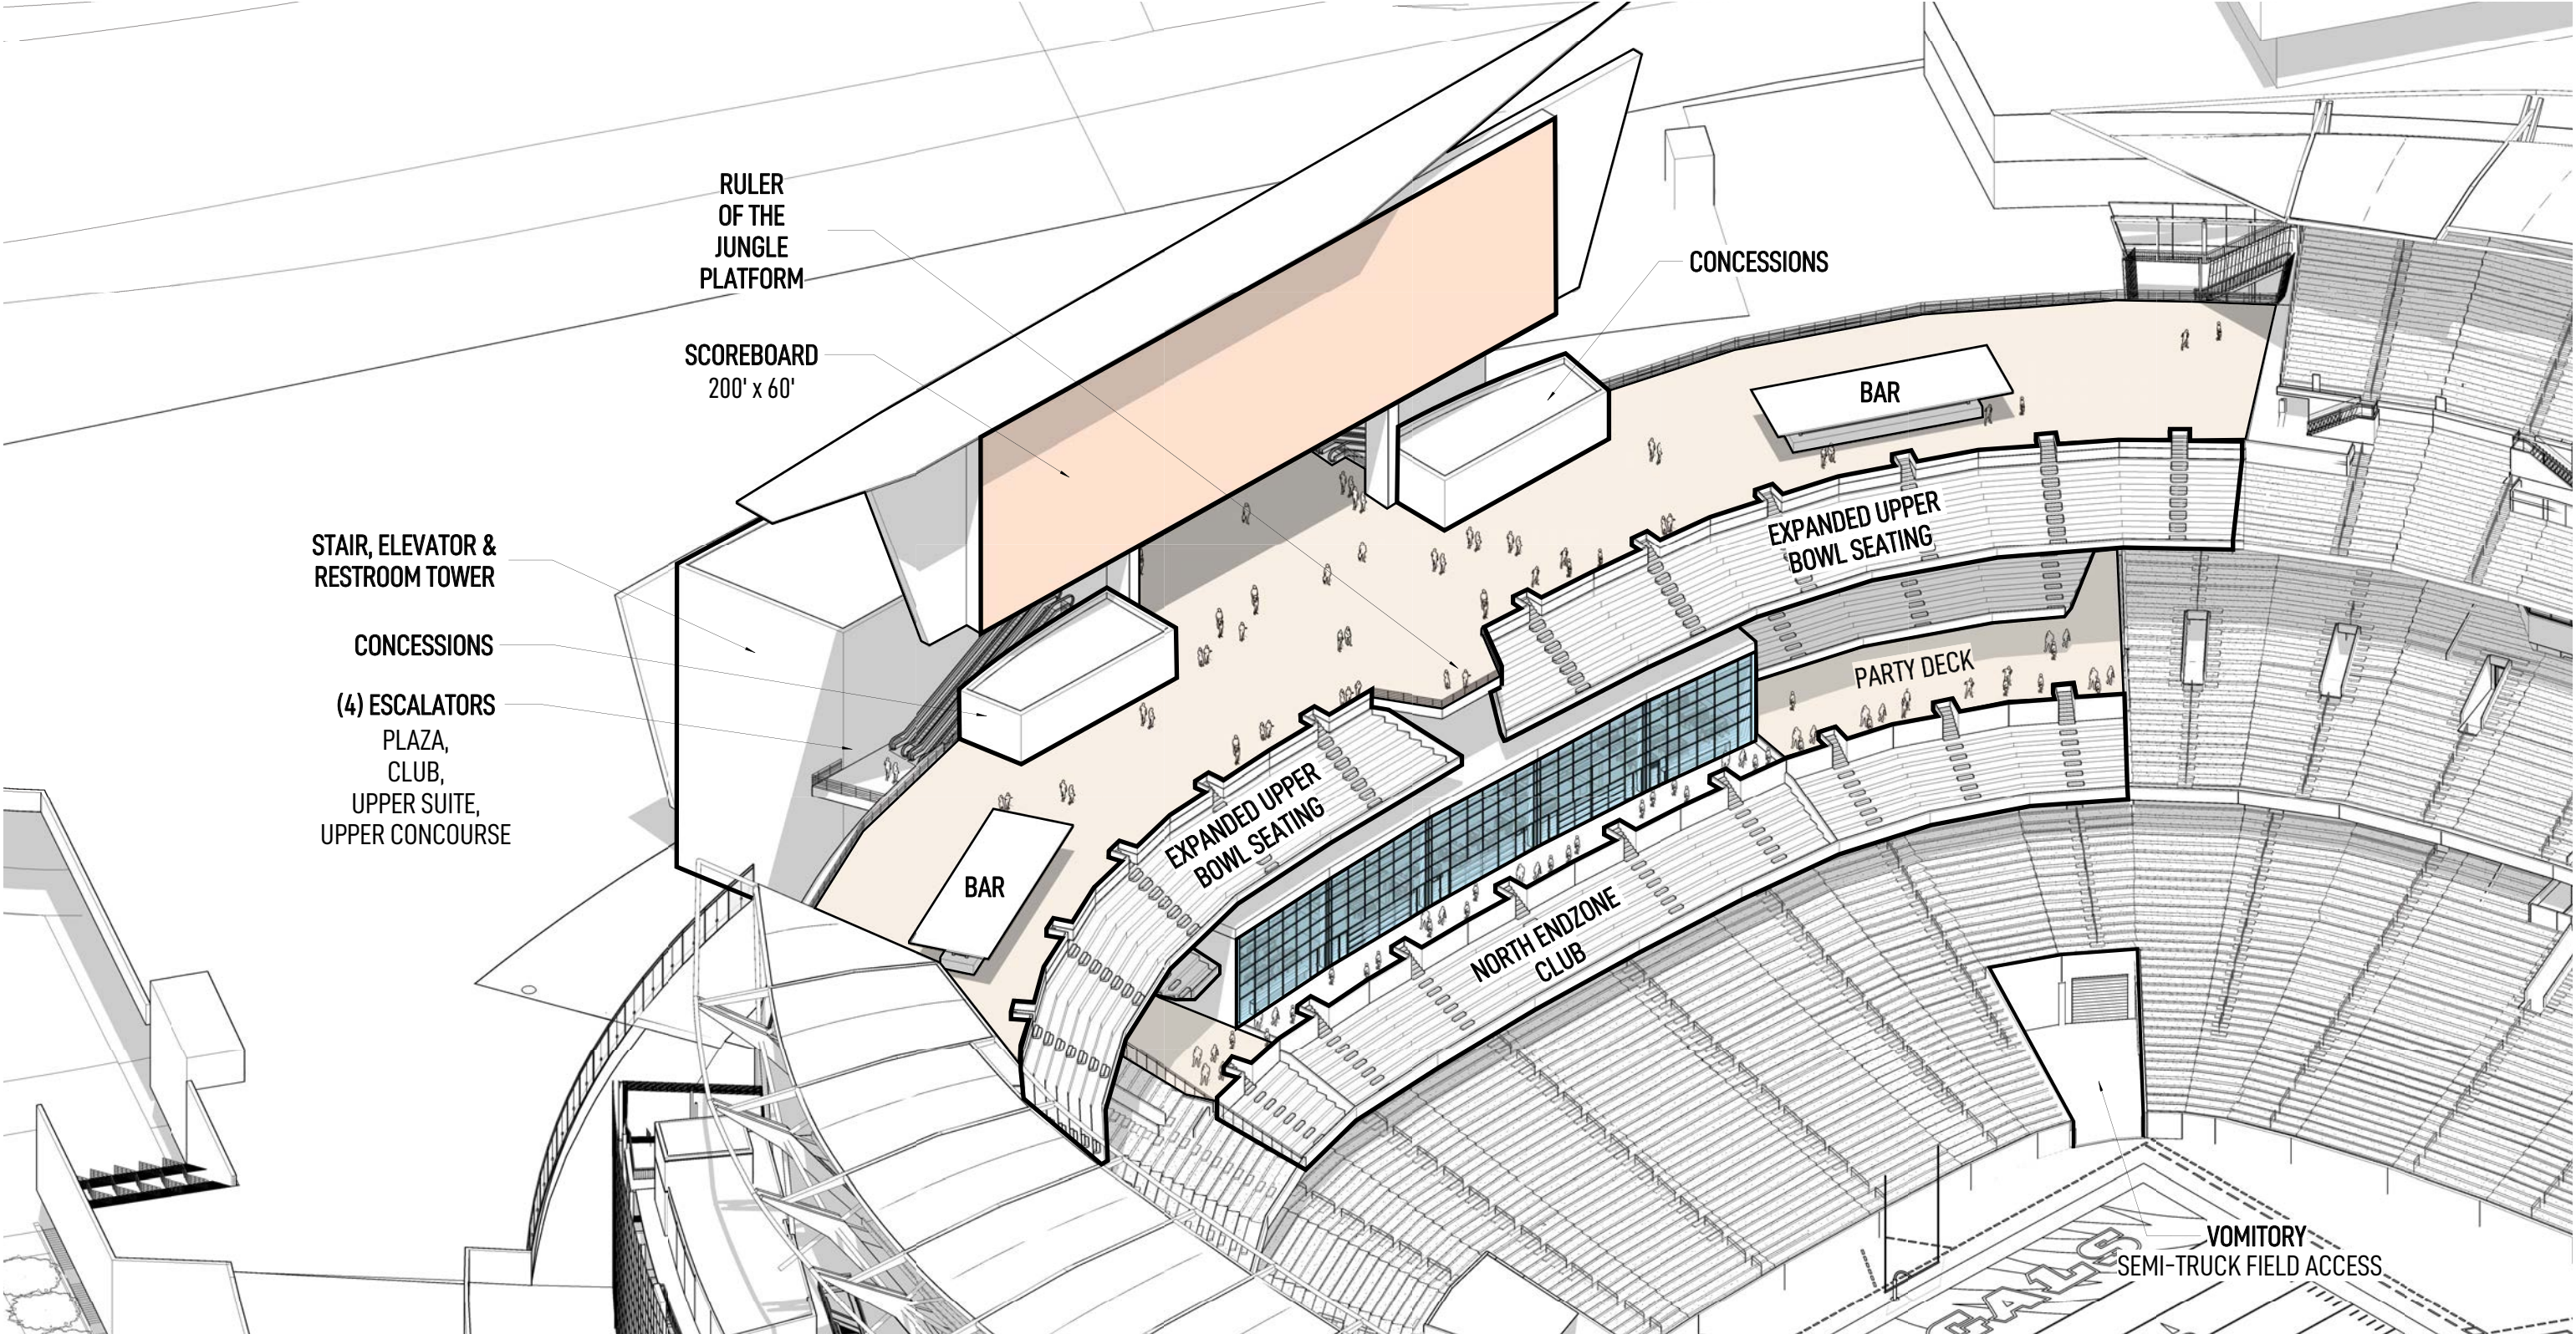 RULER
OF THE
JUNGLE
PLATFORM
SCOREBOARD
200' x 60'
CONCESSIONS
BAR
STAIR, ELEVATOR &
RESTROOM TOWER
CONCESSIONS
(4) ESCALATORS
PLAZA,
CLUB,
UPPER SUITE,
UPPER CONCOURSE
EXPANDED UPPER
BOWL SEATING
PARTY DECK
EXPANDED UPPER
BOWL SEATING
BAR
NORTH ENDZONE
CLUB
VOMITORY
SEMI-TRUCK FIELD ACCESS
GALS